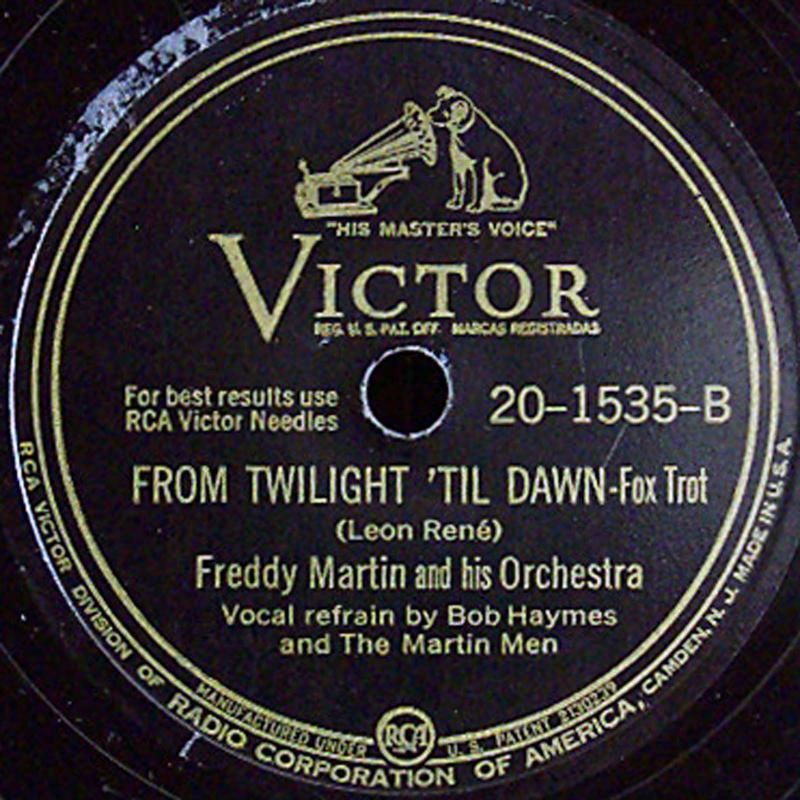 "HIS MASTER'S VOICE"
VICTOR
REG. U. S. PAT. OFF. MARCAS REGISTRADAS
For best results use
RCA Victor Needles
20-1535-B
FROM TWILIGHT 'TIL DAWN-Fox Trot
(Leon René)
Freddy Martin and his Orchestra
Vocal refrain by Bob Haymes
and The Martin Men
MANUFACTURED UNDER RCA U. S. PATENT 2130239
RCA VICTOR DIVISION OF RADIO CORPORATION OF AMERICA, CAMDEN, N. J. MADE IN U.S.A.